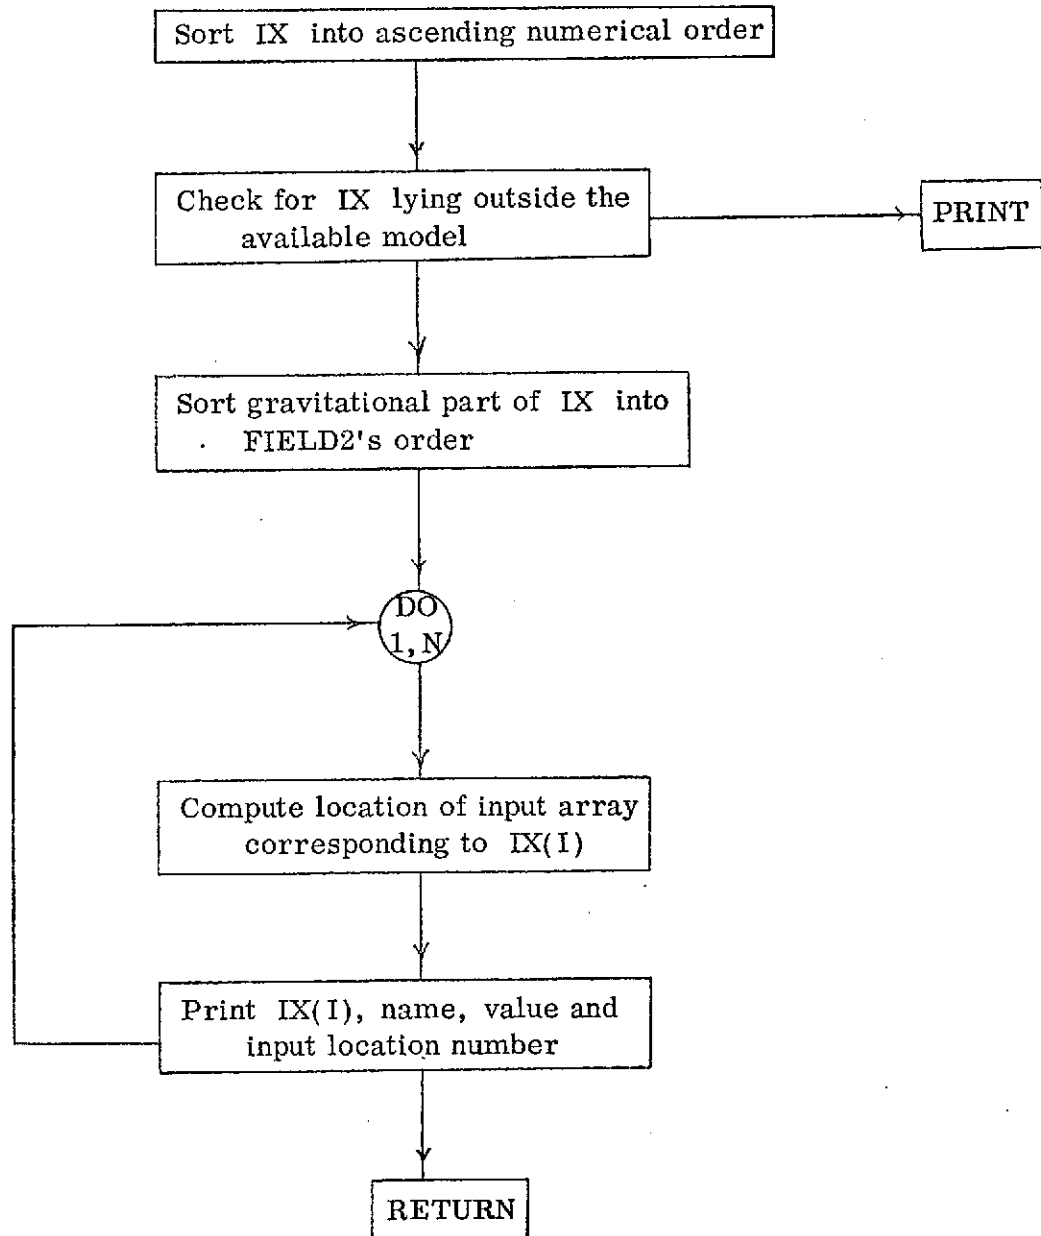 Sort IX into ascending numerical order
Check for IX lying outside the
available model
PRINT
Sort gravitational part of IX into
FIELD2's order
DO
1, N
Compute location of input array
corresponding to IX(I)
Print IX(I), name, value and
input location number
RETURN